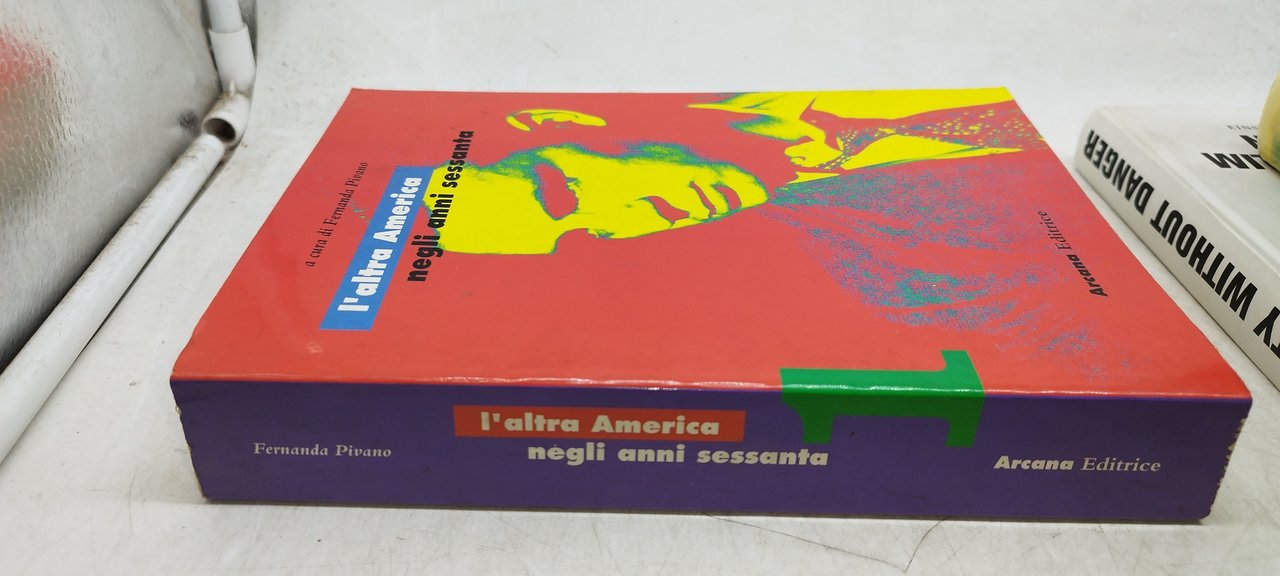 a cura di Fernanda Pivano
l'altra America
negli anni sessanta
Arcana Editrice
1
Fernanda Pivano
l'altra America
negli anni sessanta
Arcana Editrice
WITHOUT DANGER